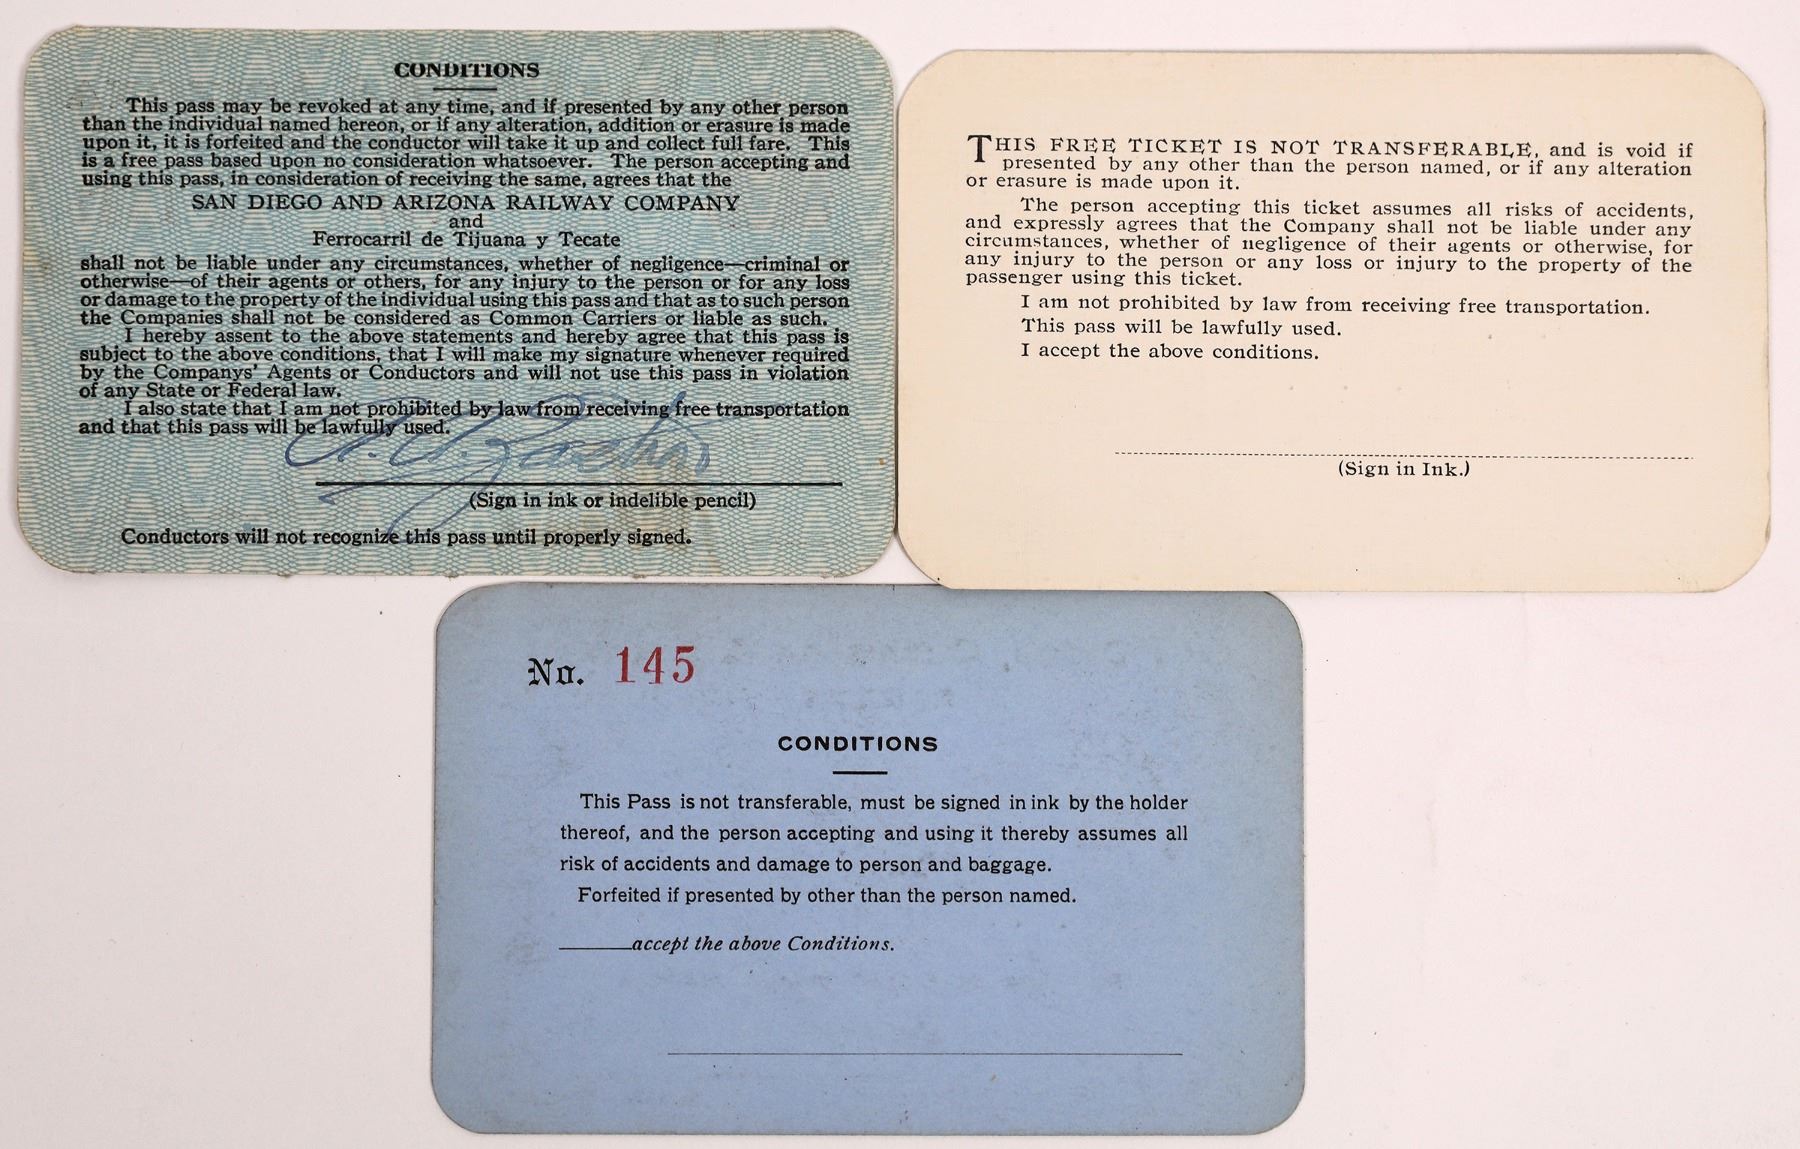 CONDITIONS
This pass may be revoked at any time, and if presented by any other person
than the individual named hereon, or if any alteration, addition or erasure is made
upon it, it is forfeited and the conductor will take it up and collect full fare. This
is a free pass based upon no consideration whatsoever. The person accepting and
using this pass, in consideration of receiving the same, agrees that the
SAN DIEGO AND ARIZONA RAILWAY COMPANY
and
Ferrocarril de Tijuana y Tecate
shall not be liable under any circumstances, whether of negligence—criminal or
otherwise—of their agents or others, for any injury to the person or for any loss
or damage to the property of the individual using this pass and that as to such person
the Companies shall not be considered as Common Carriers or liable as such.
I hereby assent to the above statements and hereby agree that this pass is
subject to the above conditions, that I will make my signature whenever required
by the Companys' Agents or Conductors and will not use this pass in violation
of any State or Federal law.
I also state that I am not prohibited by law from receiving free transportation
and that this pass will be lawfully used.
(Sign in ink or indelible pencil)
Conductors will not recognize this pass until properly signed.
THIS FREE TICKET IS NOT TRANSFERABLE, and is void if
presented by any other than the person named, or if any alteration
or erasure is made upon it.
The person accepting this ticket assumes all risks of accidents,
and expressly agrees that the Company shall not be liable under any
circumstances, whether of negligence of their agents or otherwise, for
any injury to the person or any loss or injury to the property of the
passenger using this ticket.
I am not prohibited by law from receiving free transportation.
This pass will be lawfully used.
I accept the above conditions.
(Sign in Ink.)
No. 145
CONDITIONS
This Pass is not transferable, must be signed in ink by the holder
thereof, and the person accepting and using it thereby assumes all
risk of accidents and damage to person and baggage.
Forfeited if presented by other than the person named.
accept the above Conditions.